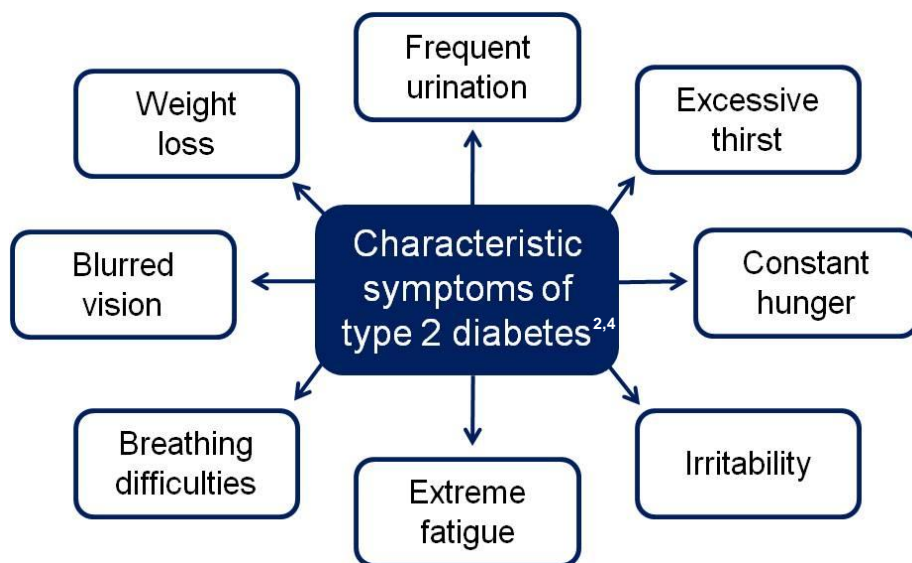 Frequent
urination
Weight
loss
Excessive
thirst
Characteristic
symptoms of
type 2 diabetes2,4
Blurred
vision
Constant
hunger
Breathing
difficulties
Irritability
Extreme
fatigue